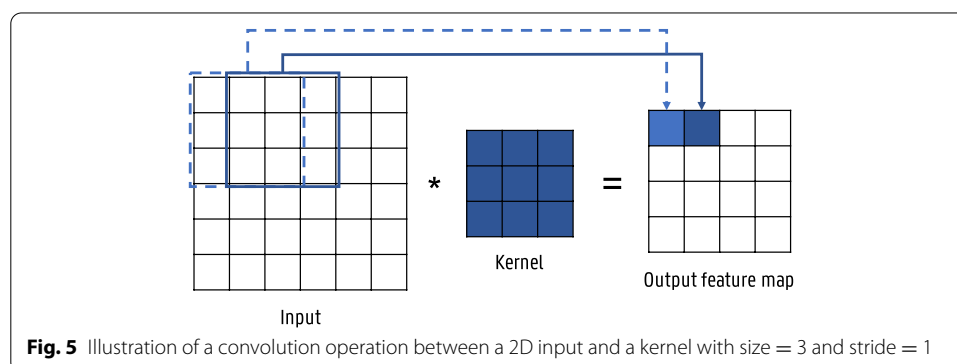 *
=
Kernel
Output feature map
Input
Fig. 5 Illustration of a convolution operation between a 2D input and a kernel with size = 3 and stride = 1